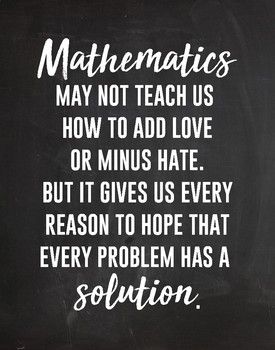 Mathematics
MAY NOT TEACH US
HOW TO ADD LOVE
OR MINUS HATE.
BUT IT GIVES US EVERY
REASON TO HOPE THAT
EVERY PROBLEM HAS A
solution.